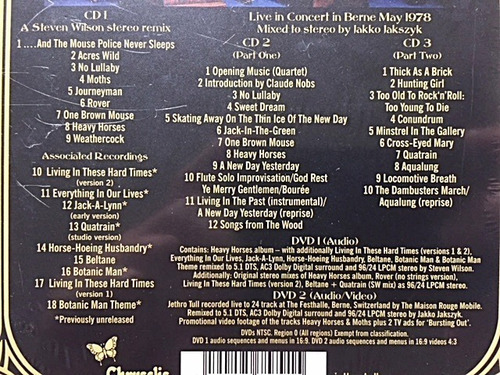 CD 1
A Steven Wilson stereo remix
1 ....And The Mouse Police Never Sleeps
2 Acres Wild
3 No Lullaby
4 Moths
5 Journeyman
6 Rover
7 One Brown Mouse
8 Heavy Horses
9 Weathercock
Associated Recordings
10 Living In These Hard Times*
(version 2)
11 Everything In Our Lives*
12 Jack-A-Lynn*
(early version)
13 Quatrain*
(studio version)
14 Horse-Hoeing Husbandry*
15 Beltane
16 Botanic Man*
17 Living In These Hard Times
(version 1)
18 Botanic Man Theme*
*Previously unreleased
Live in Concert in Berne May 1978
Mixed to stereo by Jakko Jakszyk
CD 2
(Part One)
1 Opening Music (Quartet)
2 Introduction by Claude Nobs
3 No Lullaby
4 Sweet Dream
5 Skating Away On The Thin Ice Of The New Day
6 Jack-In-The-Green
7 One Brown Mouse
8 Heavy Horses
9 A New Day Yesterday
10 Flute Solo Improvisation/God Rest
Ye Merry Gentlemen/Bourée
11 Living In The Past (instrumental)/
A New Day Yesterday (reprise)
12 Songs From The Wood
CD 3
(Part Two)
1 Thick As A Brick
2 Hunting Girl
3 Too Old To Rock'n'Roll:
Too Young To Die
4 Conundrum
5 Minstrel In The Gallery
6 Cross-Eyed Mary
7 Quatrain
8 Aqualung
9 Locomotive Breath
10 The Dambusters March/
Aqualung (reprise)
DVD 1 (Audio)
Contains: Heavy Horses album – with additionally Living In These Hard Times (versions 1 & 2),
Everything In Our Lives, Jack-A-Lynn, Horse-Hoeing Husbandry, Beltane, Botanic Man & Botanic Man
Theme remixed to 5.1 DTS, AC3 Dolby Digital surround and 96/24 LPCM stereo by Steven Wilson.
Additionally: Original stereo mixes of Heavy Horses album, Rover (no strings version),
Living In These Hard Times (version 2), Beltane + Quatrain (SW mix) as 96/24 LPCM stereo.
DVD 2 (Audio/Video)
Jethro Tull recorded live to 24 track at The Festhalle, Berne, Switzerland by The Maison Rouge Mobile.
Remixed to 5.1 DTS, AC3 Dolby Digital surround and 96/24 LPCM stereo by Jakko Jakszyk.
Promotional video footage of the tracks Heavy Horses & Moths plus 2 TV ads for 'Bursting Out'.
DVDs NTSC. Region 0 (All regions) Exempt from classification.
DVD 1 audio sequences and menus in 16:9. DVD 2 audio sequences and menus in 16:9 videos 4:3
Chrysalis